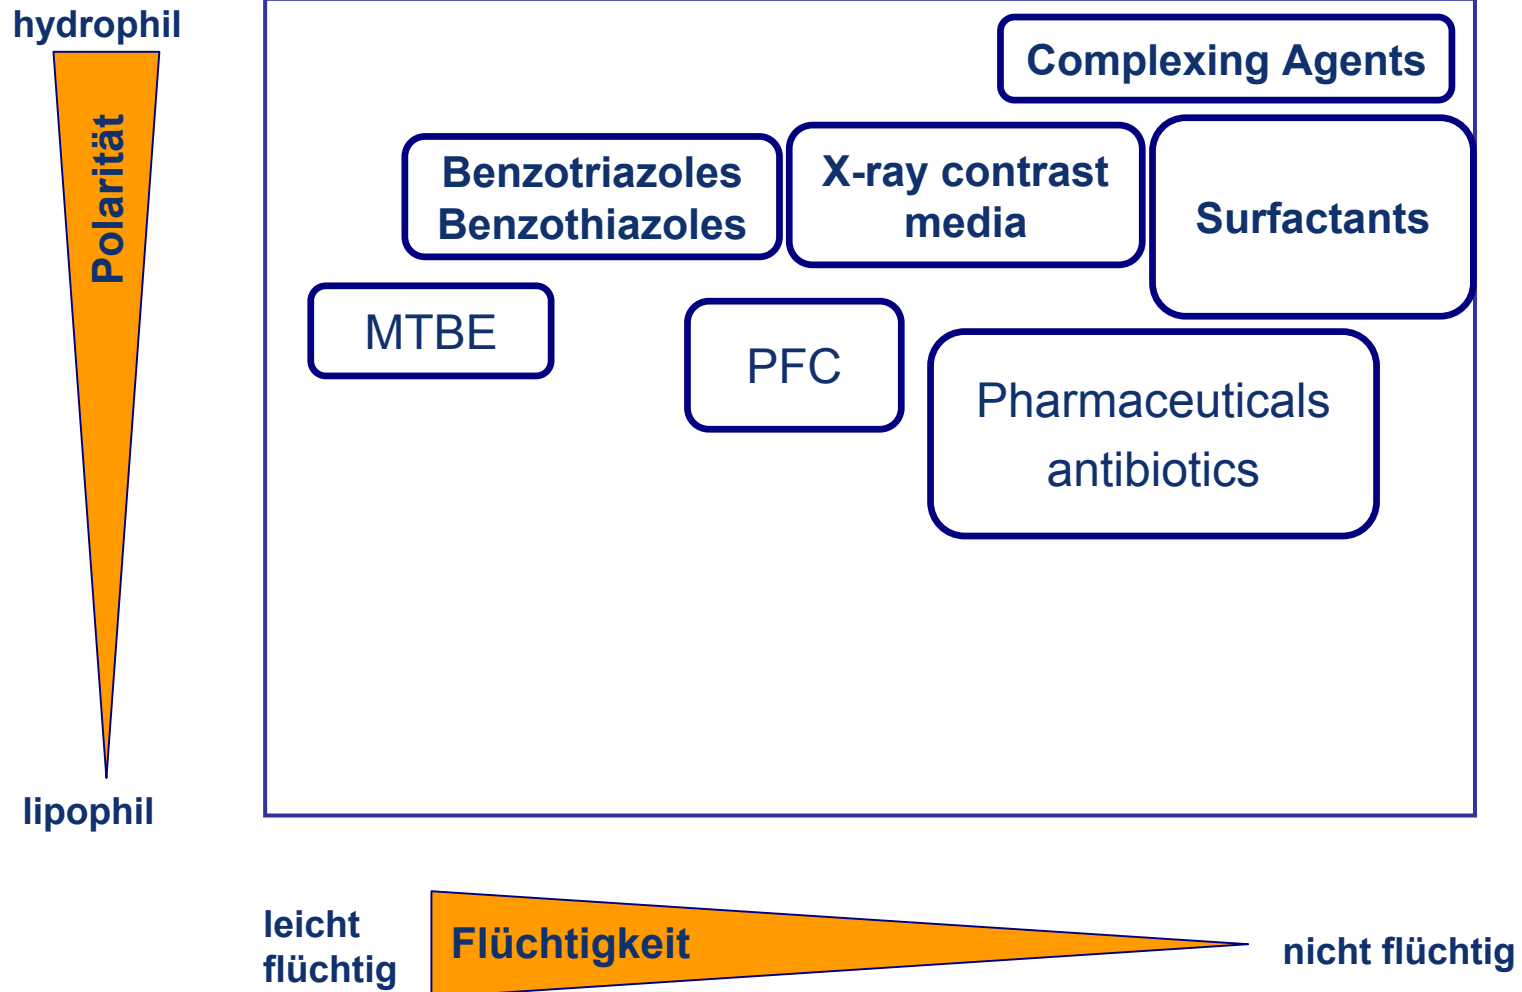 hydrophil
Polarität
lipophil
Complexing Agents
Benzotriazoles
Benzothiazoles
X-ray contrast
media
Surfactants
MTBE
PFC
Pharmaceuticals
antibiotics
leicht
flüchtig
Flüchtigkeit
nicht flüchtig